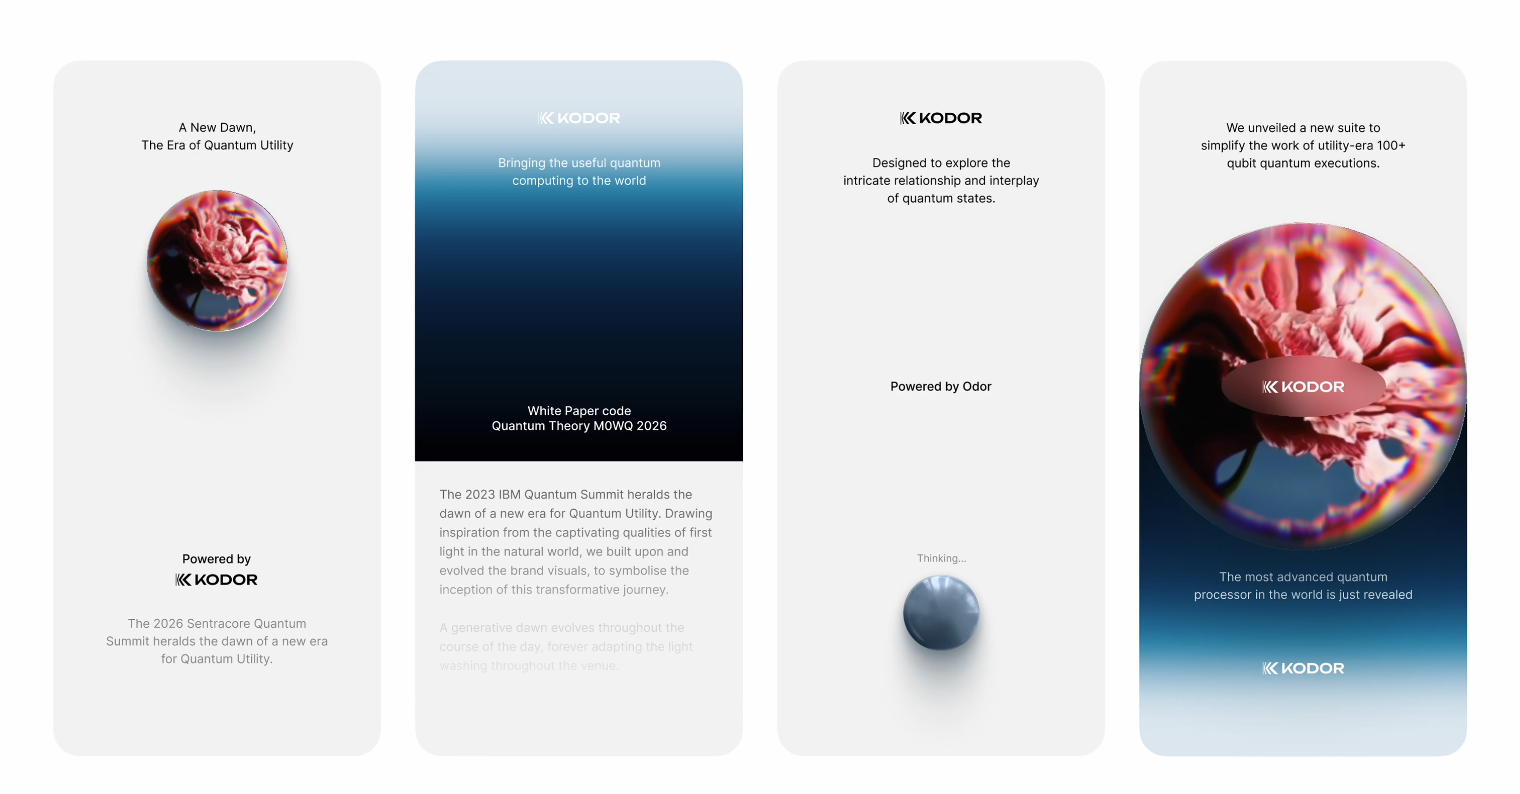 A New Dawn,
The Era of Quantum Utility
Powered by
KODOR
The 2026 Sentracore Quantum
Summit heralds the dawn of a new era
for Quantum Utility.
KODOR
Bringing the useful quantum
computing to the world
White Paper code
Quantum Theory M0WQ 2026
The 2023 IBM Quantum Summit heralds the
dawn of a new era for Quantum Utility. Drawing
inspiration from the captivating qualities of first
light in the natural world, we built upon and
evolved the brand visuals, to symbolise the
inception of this transformative journey.
A generative dawn evolves throughout the
course of the day, forever adapting the light
washing throughout the venue.
KODOR
Designed to explore the
intricate relationship and interplay
of quantum states.
Powered by Odor
Thinking...
We unveiled a new suite to
simplify the work of utility-era 100+
qubit quantum executions.
KODOR
The most advanced quantum
processor in the world is just revealed
KODOR